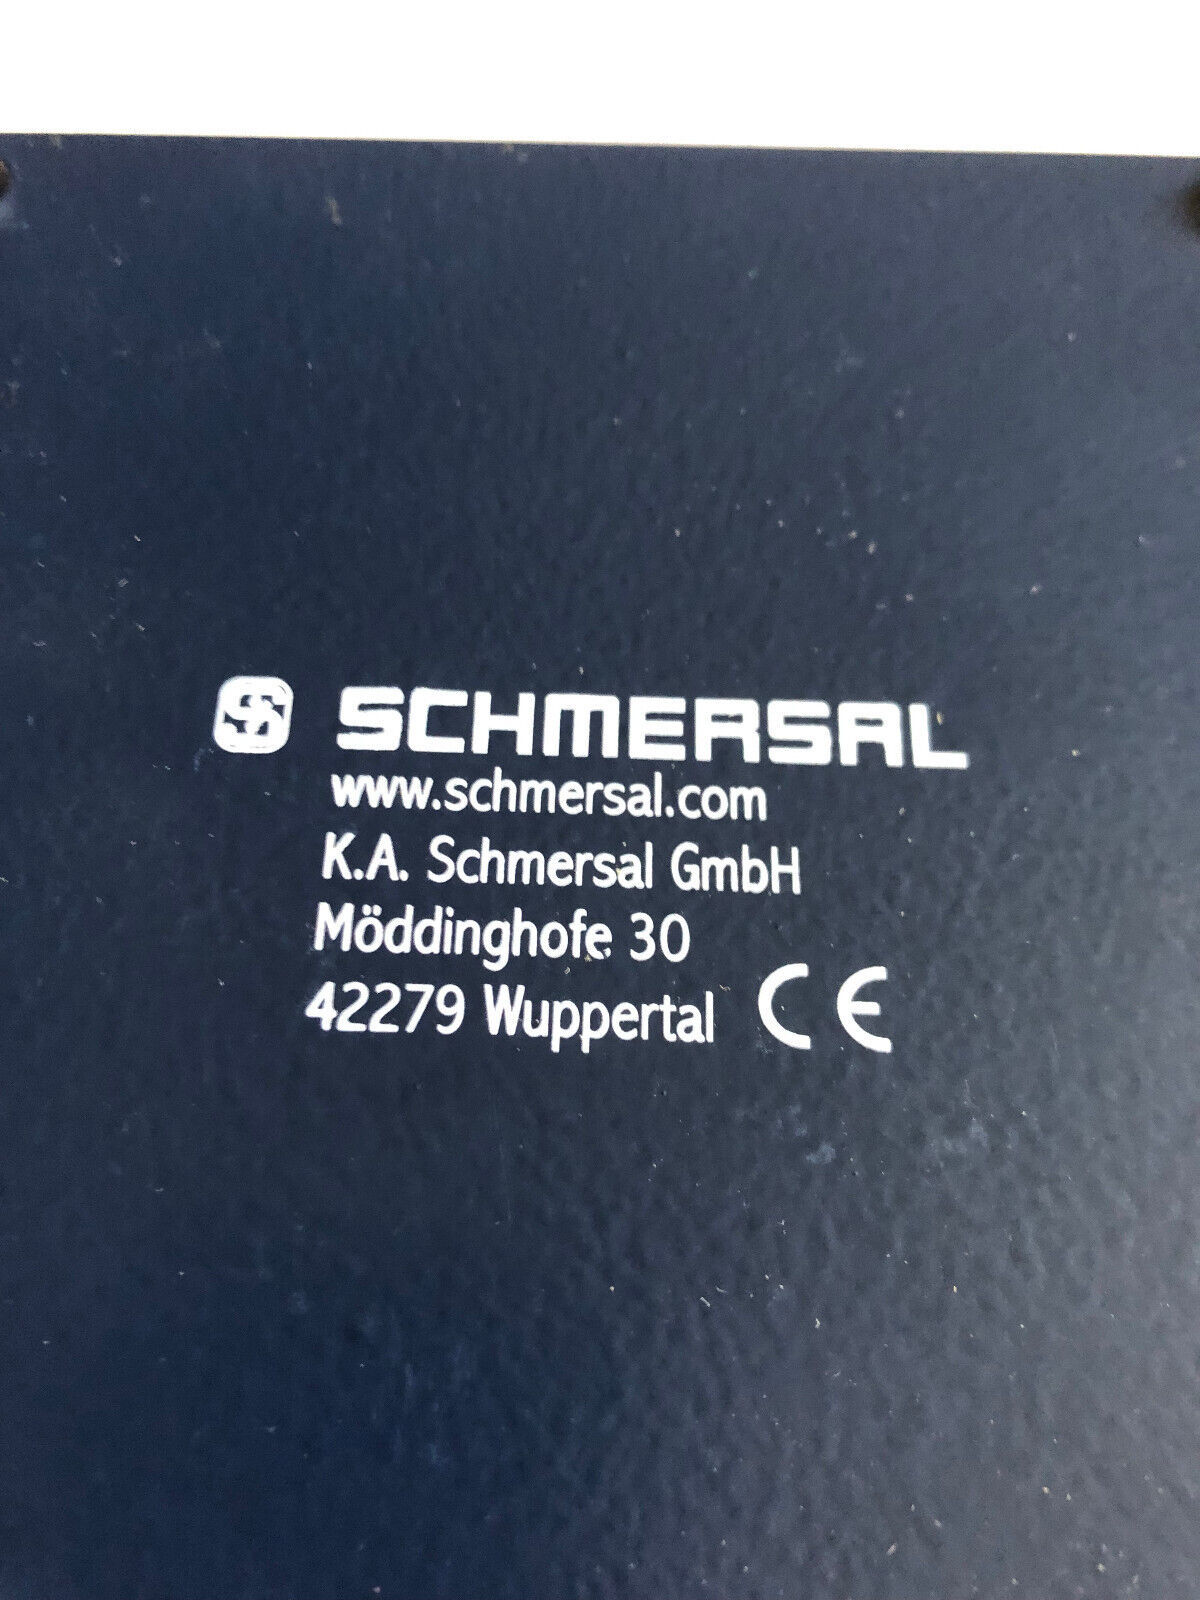 SCHMERSAL
www.schmersal.com
K.A. Schmersal GmbH
Möddinghofe 30
42279 Wuppertal CE